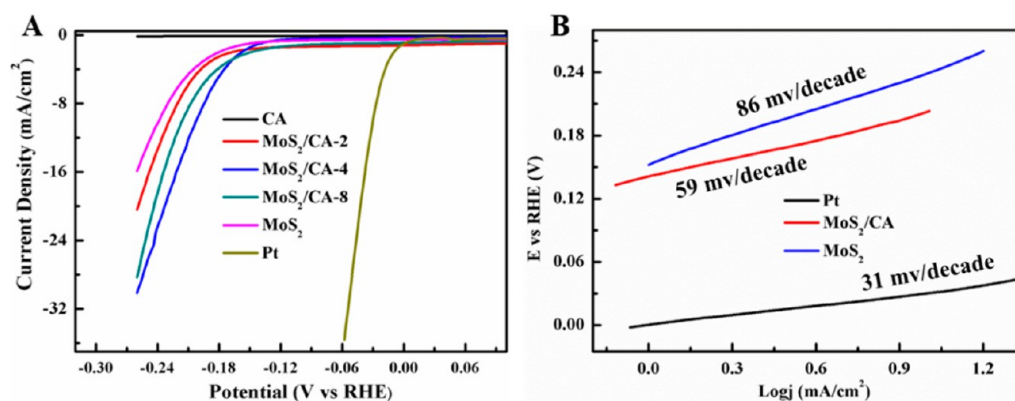 A
0
-8
-16
-24
-32
Current Density (mA/cm²)
CA
MoS₂/CA-2
MoS₂/CA-4
MoS₂/CA-8
MoS₂
Pt
-0.30 -0.24 -0.18 -0.12 -0.06 0.00 0.06
Potential (V vs RHE)
B
0.24
0.18
0.12
0.06
0.00
E vs RHE (V)
86 mv/decade
59 mv/decade
Pt
MoS₂/CA
MoS₂
31 mv/decade
0.0 0.3 0.6 0.9 1.2
Logj (mA/cm²)